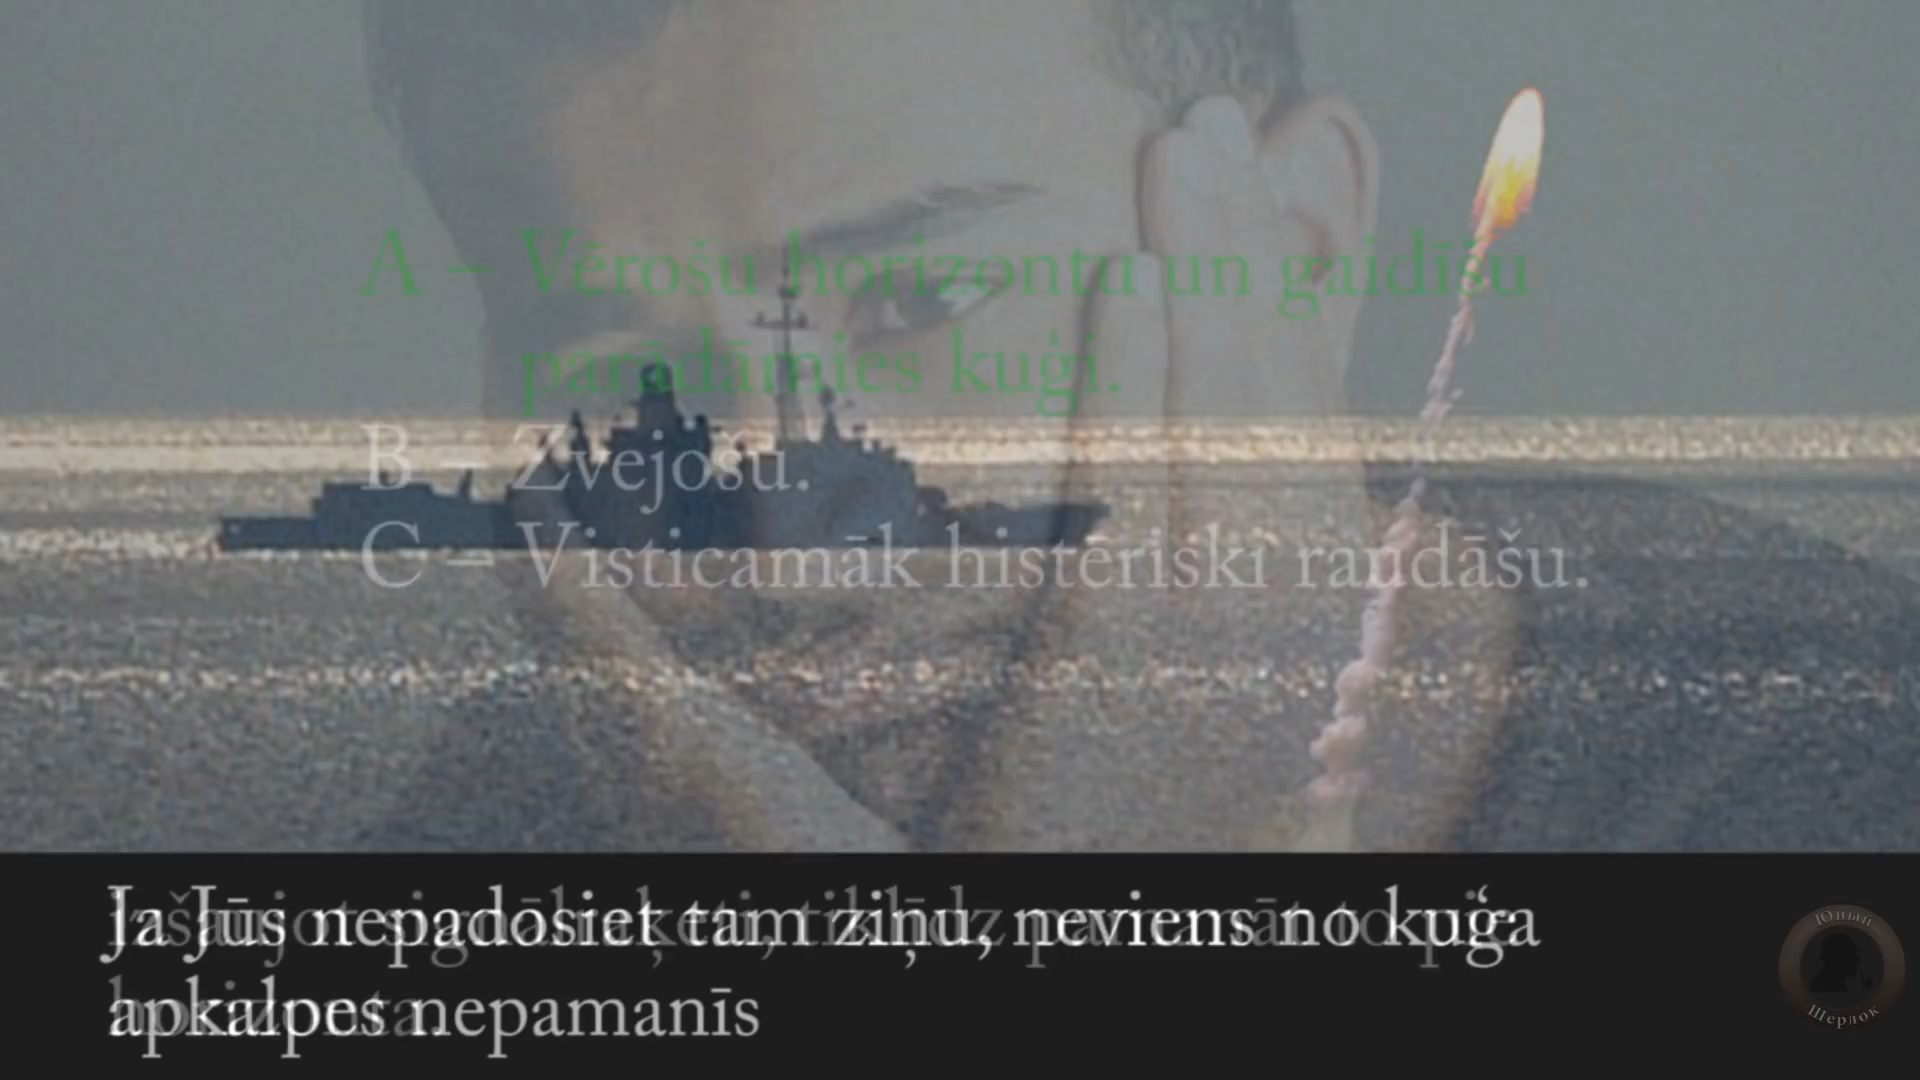 A – Vērošu horizontu un gaidīšu
parādāmies kuģi.
B – Zvejošu.
C – Visticamāk histēriski raudāšu.
Ja Jūs nepadosiet tam ziņu, neviens no kuģa
apkalpes nepamanīs
Юный
Шерлок